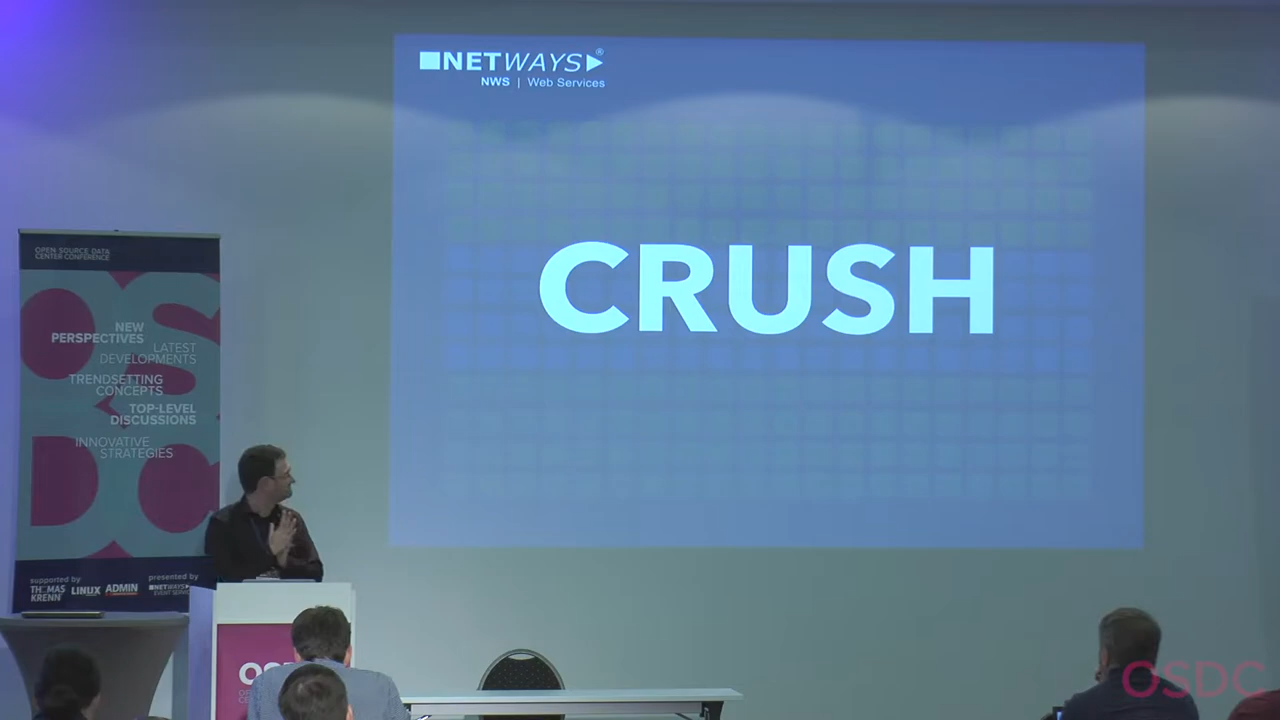 NETWAYS®
NWS | Web Services
CRUSH
OPEN SOURCE DATA
CENTER CONFERENCE
NEW
PERSPECTIVES
LATEST
DEVELOPMENTS
TRENDSETTING
CONCEPTS
TOP-LEVEL
DISCUSSIONS
INNOVATIVE
STRATEGIES
supported by
THOMAS
KRENN
LINUX
ADMIN
presented by
NETWAYS
OSDC